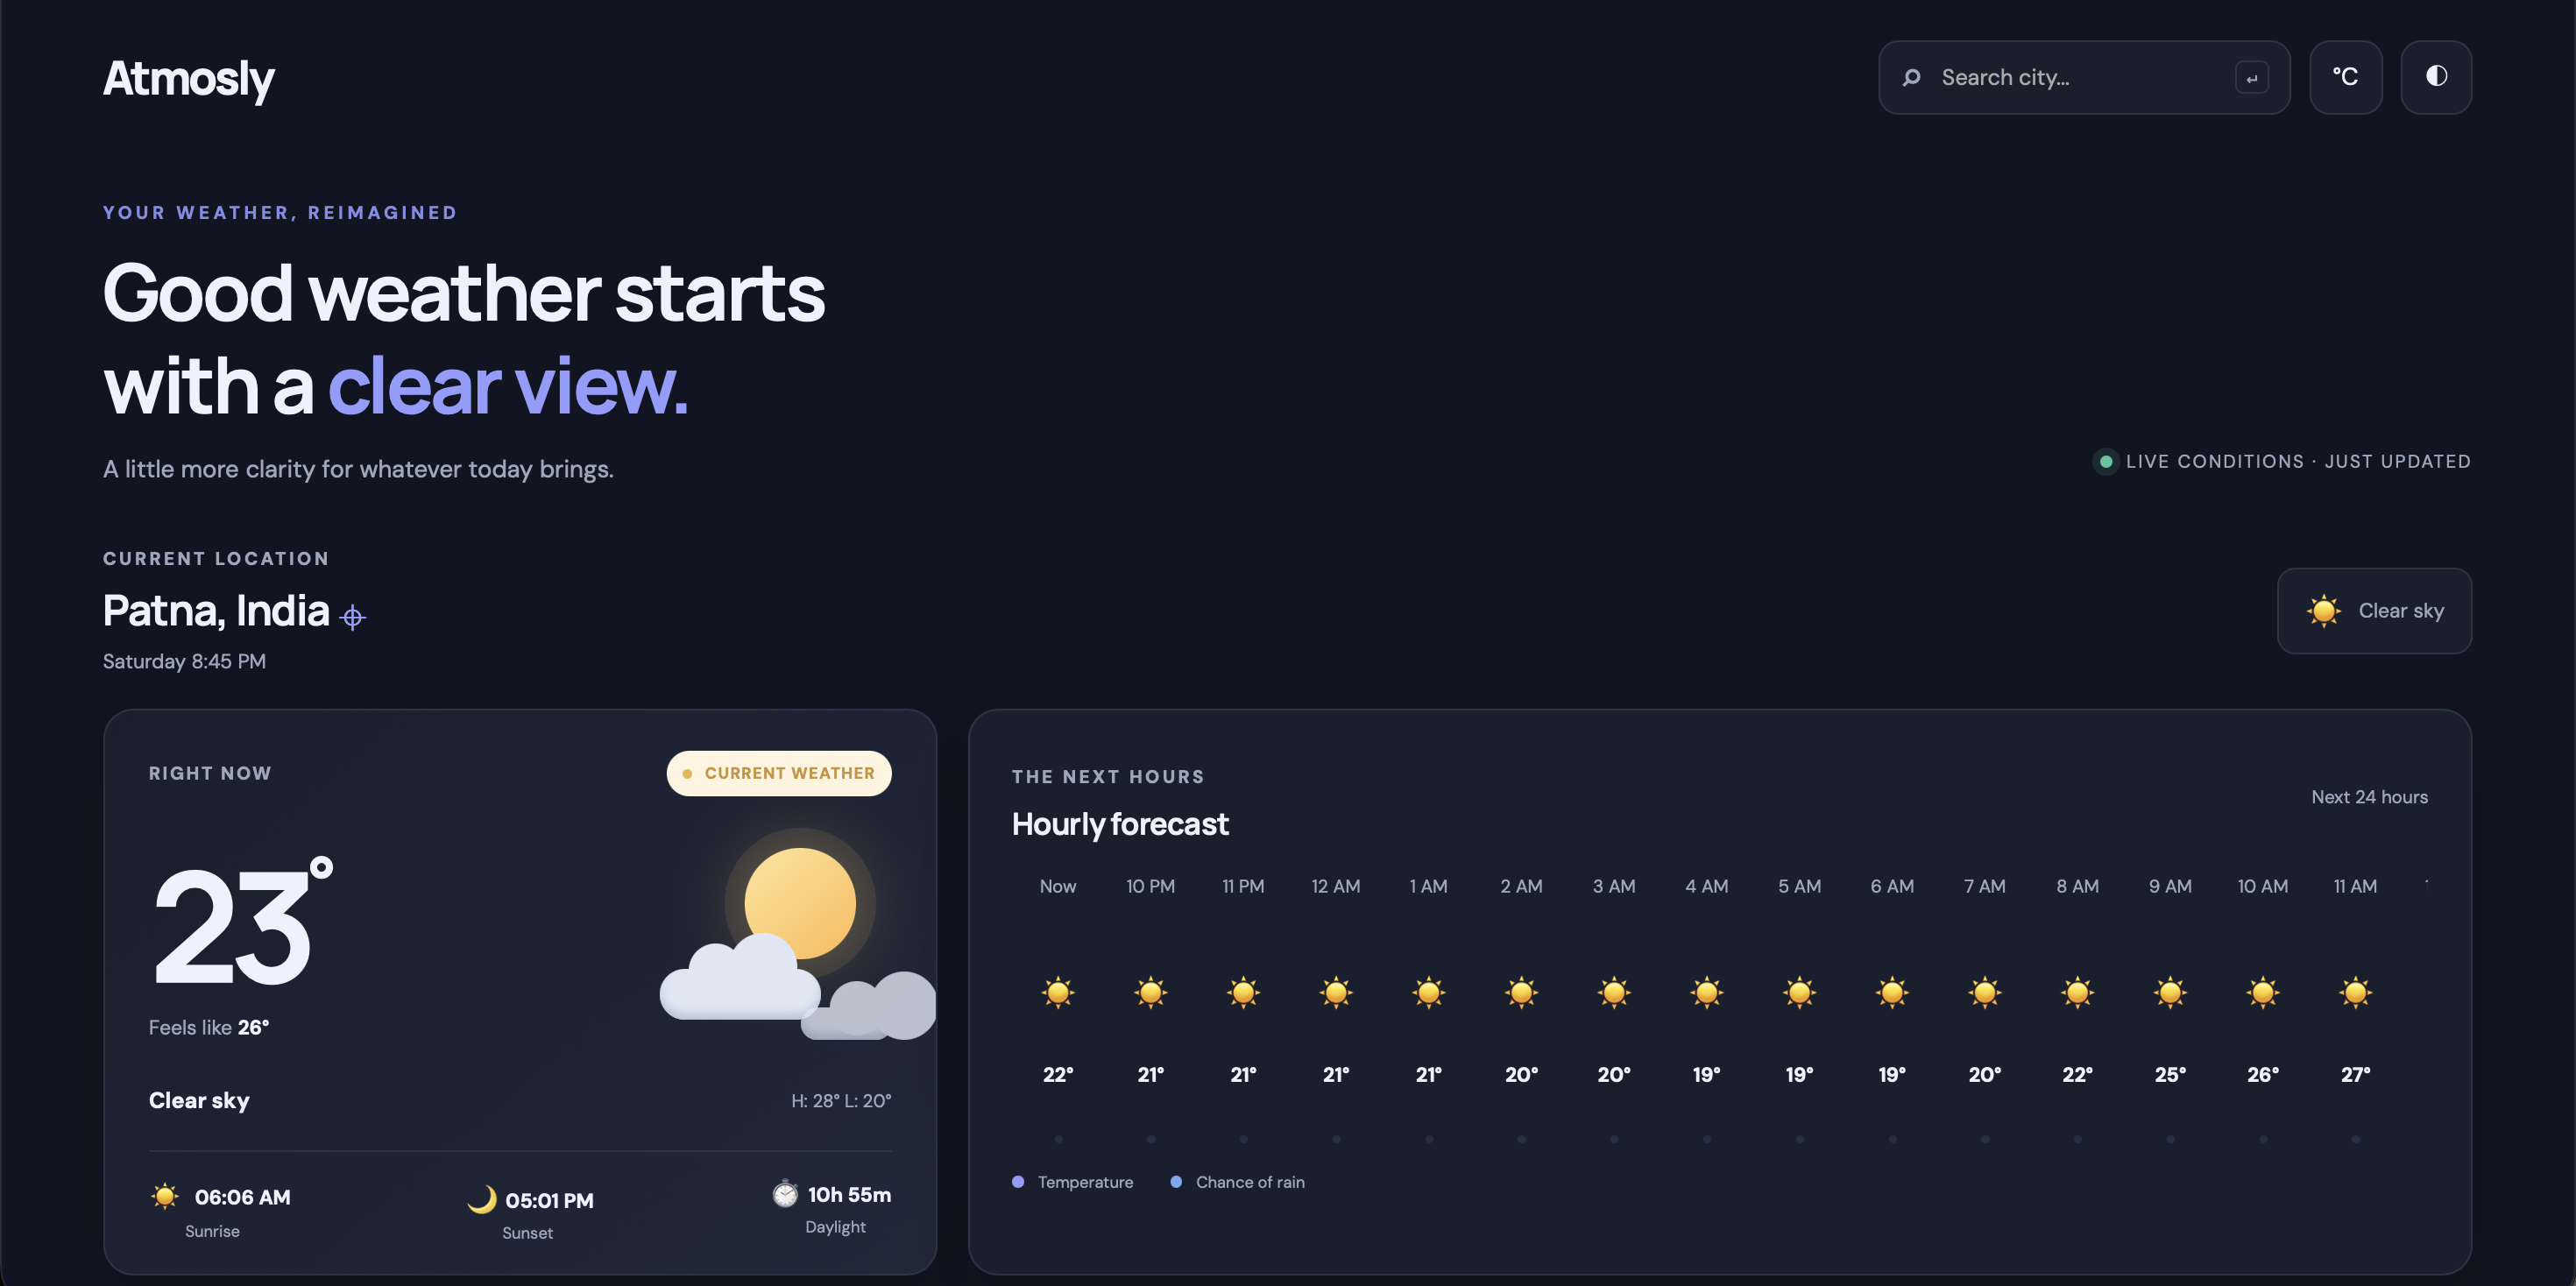 Atmosly
Search city...
°C
YOUR WEATHER, REIMAGINED
Good weather starts
with a clear view.
A little more clarity for whatever today brings.
LIVE CONDITIONS · JUST UPDATED
CURRENT LOCATION
Patna, India
Saturday 8:45 PM
Clear sky
RIGHT NOW
CURRENT WEATHER
23°
Feels like 26°
Clear sky
H: 28° L: 20°
06:06 AM
Sunrise
05:01 PM
Sunset
10h 55m
Daylight
THE NEXT HOURS
Hourly forecast
Next 24 hours
Now 10 PM 11 PM 12 AM 1 AM 2 AM 3 AM 4 AM 5 AM 6 AM 7 AM 8 AM 9 AM 10 AM 11 AM
22° 21° 21° 21° 21° 20° 20° 19° 19° 19° 20° 22° 25° 26° 27°
Temperature
Chance of rain